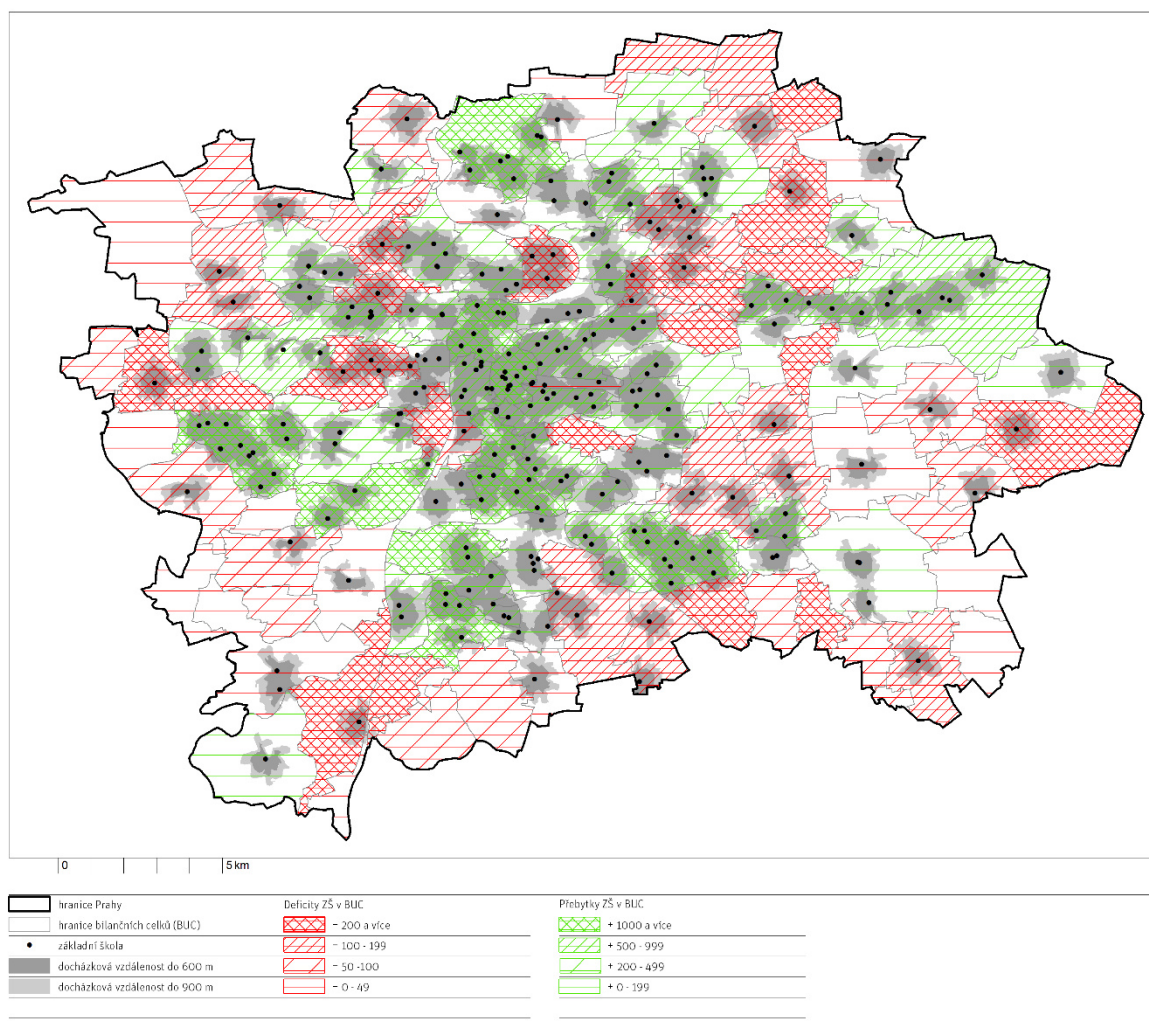 0 5 km
hranice Prahy Deficity ZŠ v BUC Přebytky ZŠ v BUC
hranice bilančních celků (BUC) - 200 a více + 1000 a více
základní škola - 100 - 199 + 500 - 999
docházková vzdálenost do 600 m - 50 -100 + 200 - 499
docházková vzdálenost do 900 m - 0 - 49 + 0 - 199